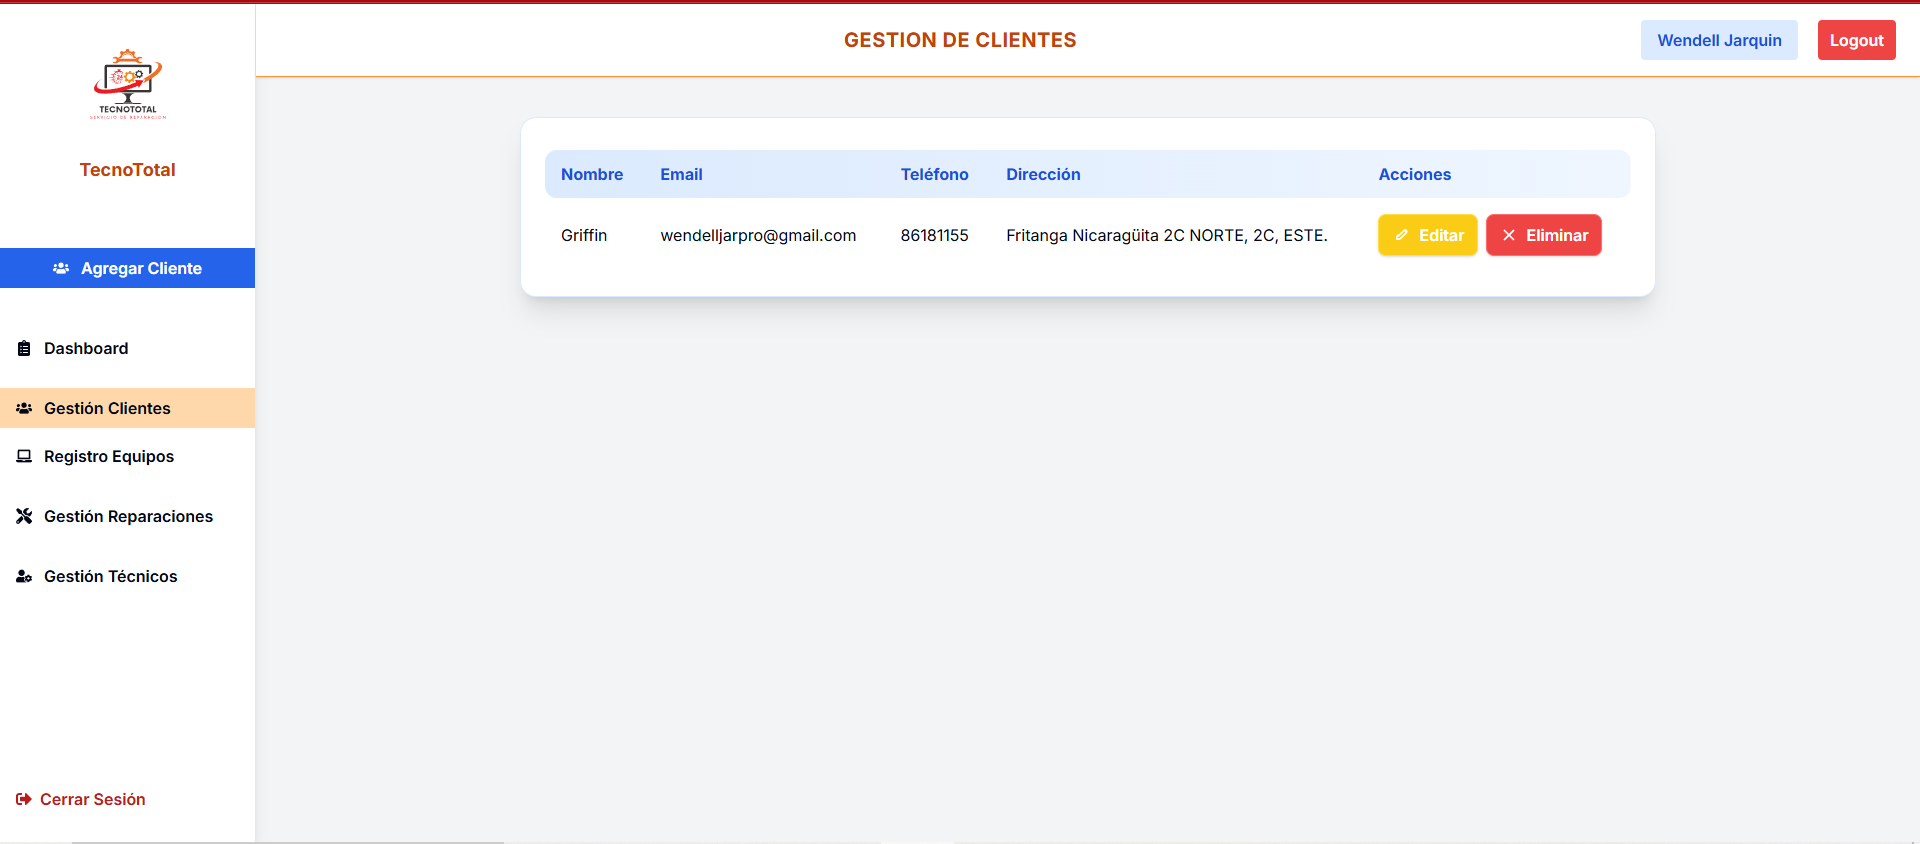 GESTION DE CLIENTES
Wendell Jarquin
Logout
TECNOTOTAL
SERVICIO DE REPARACION
TecnoTotal
Agregar Cliente
Dashboard
Gestión Clientes
Registro Equipos
Gestión Reparaciones
Gestión Técnicos
Cerrar Sesión
Nombre Email Teléfono Dirección Acciones
Griffin wendelljarpro@gmail.com 86181155 Fritanga Nicaragüita 2C NORTE, 2C, ESTE. Editar Eliminar